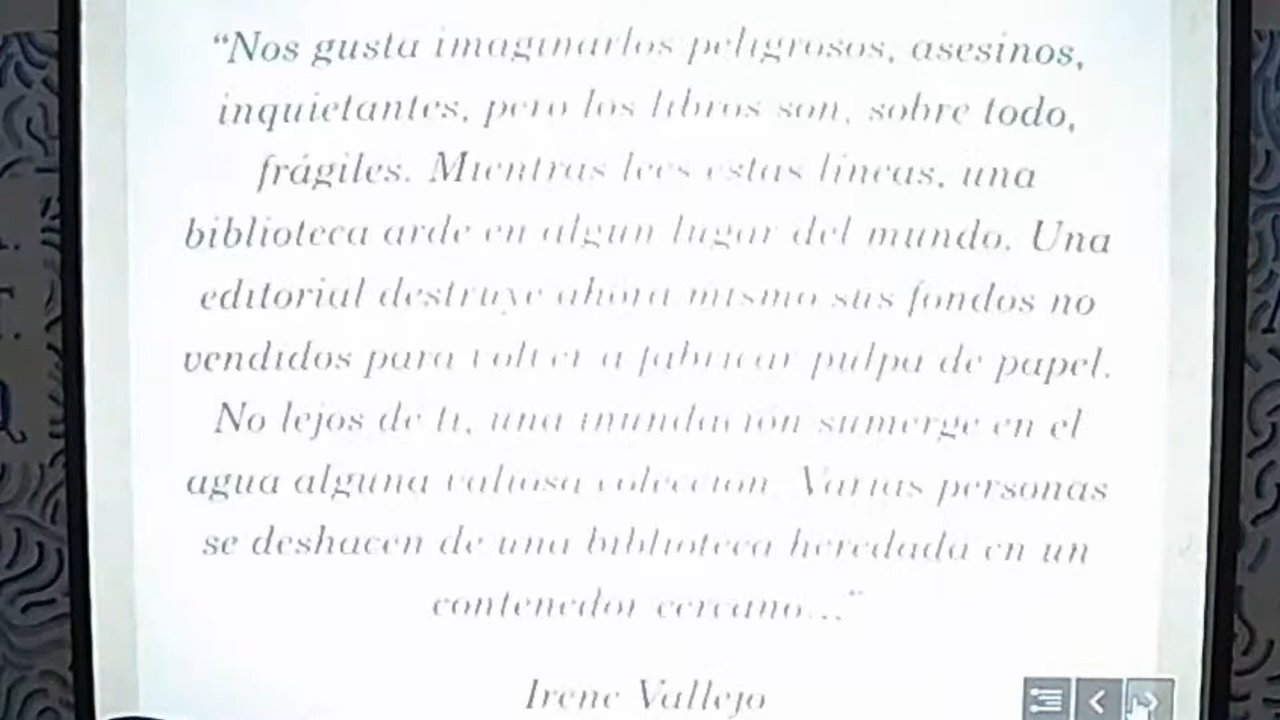 “Nos gusta imaginarlos peligrosos, asesinos,
inquietantes, pero los libros son, sobre todo,
frágiles. Mientras lees estas líneas, una
biblioteca arde en algún lugar del mundo. Una
editorial destruye ahora mismo sus fondos no
vendidos para volver a fabricar pulpa de papel.
No lejos de ti, una inundación sumerge en el
agua alguna valiosa colección. Varias personas
se deshacen de una biblioteca heredada en un
contenedor cercano...”
Irene Vallejo